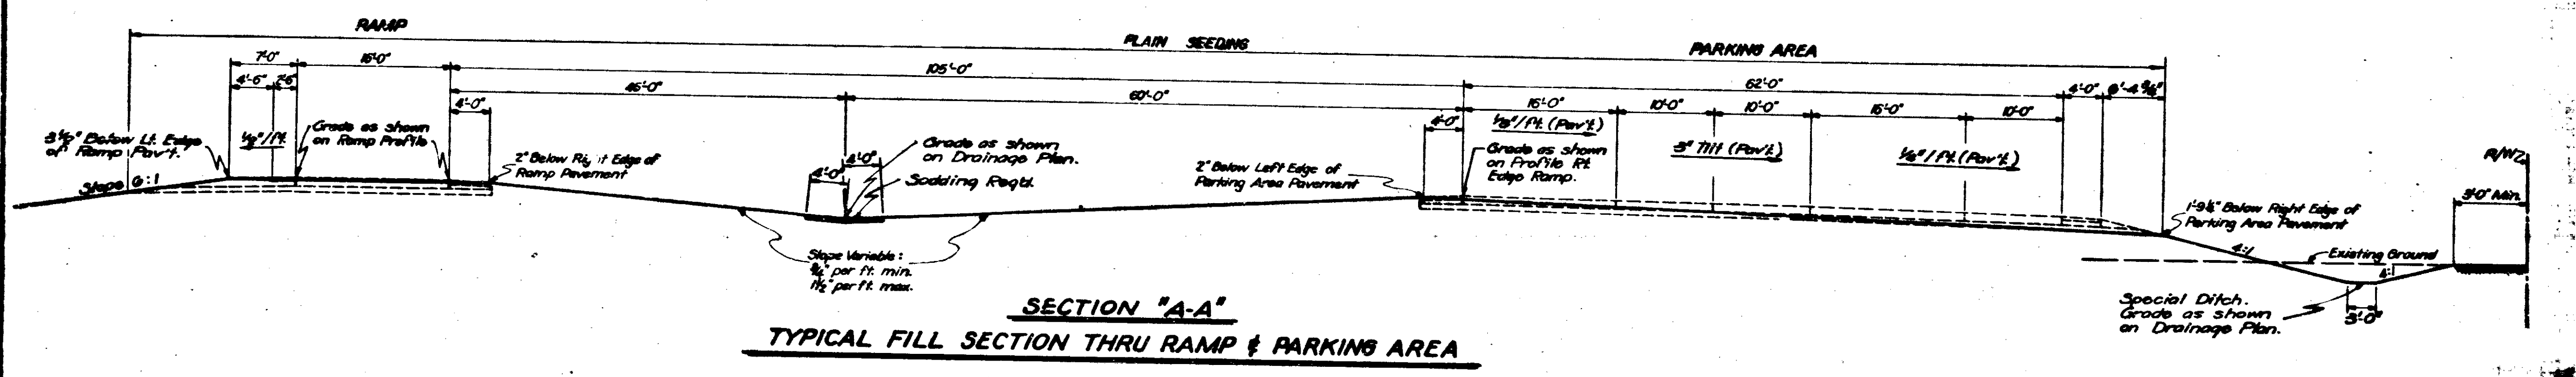 RAMP
PLAIN SEEDING
PARKING AREA
7'-0"
16'-0"
105'-0"
62'-0"
4'-6"
2'-6"
4'-0"
45'-0"
60'-0"
4'-0"
16'-0"
10'-0"
10'-0"
16'-0"
10'-0"
4'-0"
3½" Below Lt. Edge
of Ramp Pav't.
Grade as shown
on Ramp Profile
2" Below Right Edge of
Ramp Pavement
4'-0"
4'-0"
Grade as shown
on Drainage Plan.
Sodding Req'd.
2" Below Left Edge of
Parking Area Pavement
⅛"/Ft. (Pav't.)
Grade as shown
on Profile Rt.
Edge Ramp.
3" Tilt (Pav't.)
⅛"/Ft. (Pav't.)
R/W
3'-0" Min.
Slope 6:1
1'-9¼" Below Right Edge of
Parking Area Pavement
4:1
Existing Ground
4:1
Slope Variable:
¾" per ft. min.
1½" per ft. max.
Special Ditch.
Grade as shown
on Drainage Plan.
3'-0"
SECTION "A-A"
TYPICAL FILL SECTION THRU RAMP & PARKING AREA